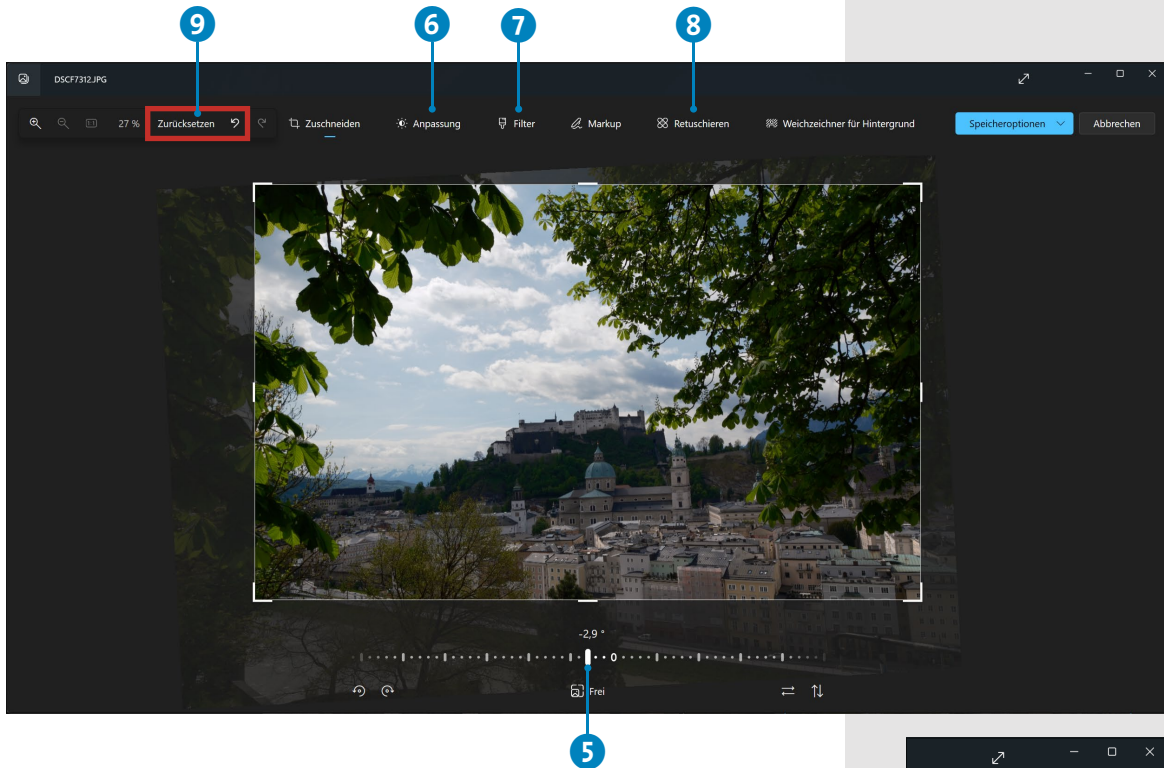 9 6 7 8
DSCF7312.JPG
27 % Zurücksetzen Zuschneiden Anpassung Filter Markup Retuschieren Weichzeichner für Hintergrund Speicheroptionen Abbrechen
-2,9 °
0
Frei
5